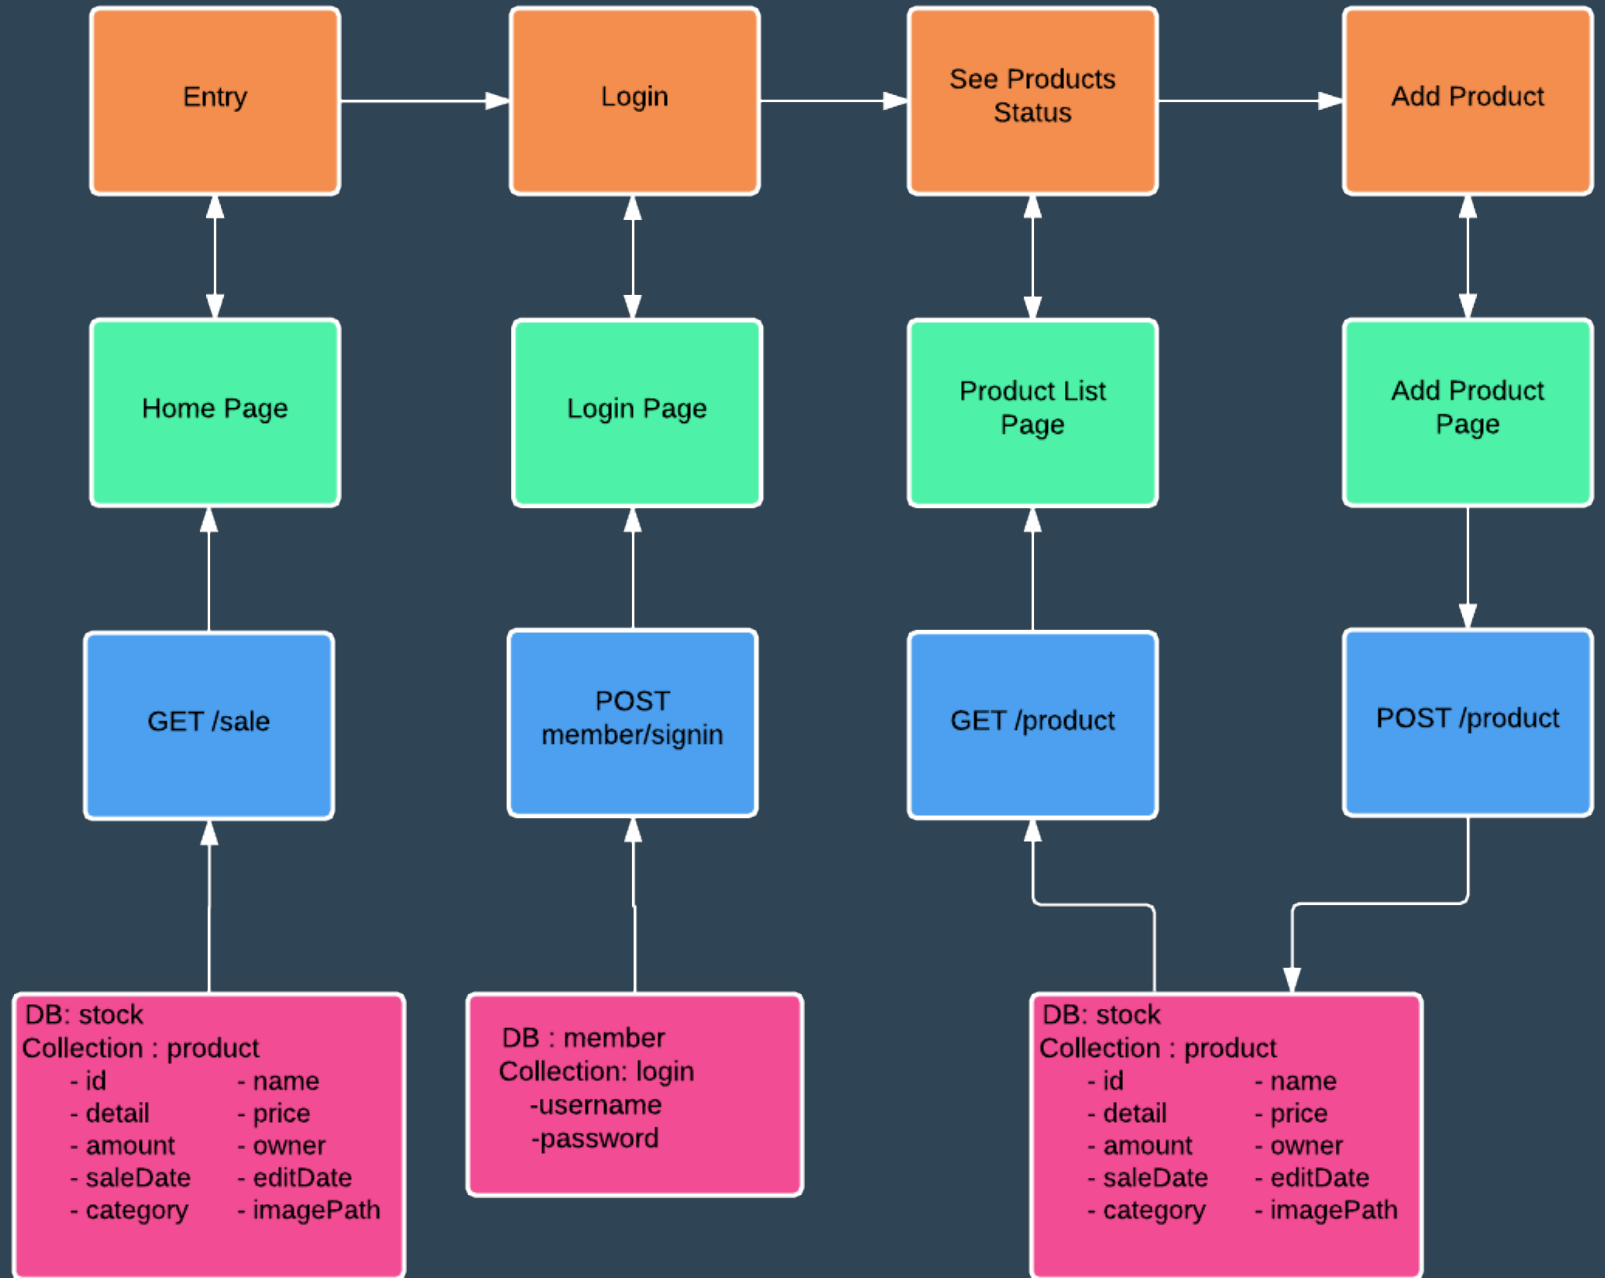 Entry
Login
See Products
Status
Add Product
Home Page
Login Page
Product List
Page
Add Product
Page
GET /sale
POST
member/signin
GET /product
POST /product
DB: stock
Collection : product
- id - name
- detail - price
- amount - owner
- saleDate - editDate
- category - imagePath
DB : member
Collection: login
-username
-password
DB: stock
Collection : product
- id - name
- detail - price
- amount - owner
- saleDate - editDate
- category - imagePath